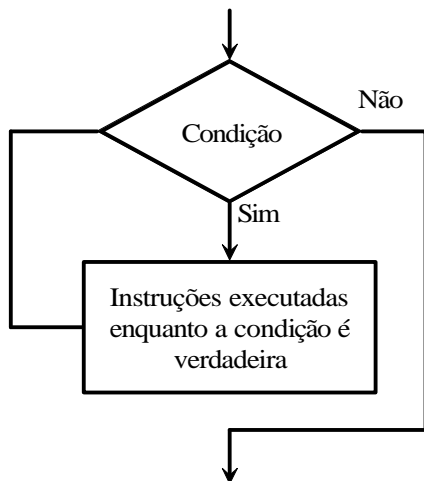 Não
Condição
Sim
Instruções executadas
enquanto a condição é
verdadeira